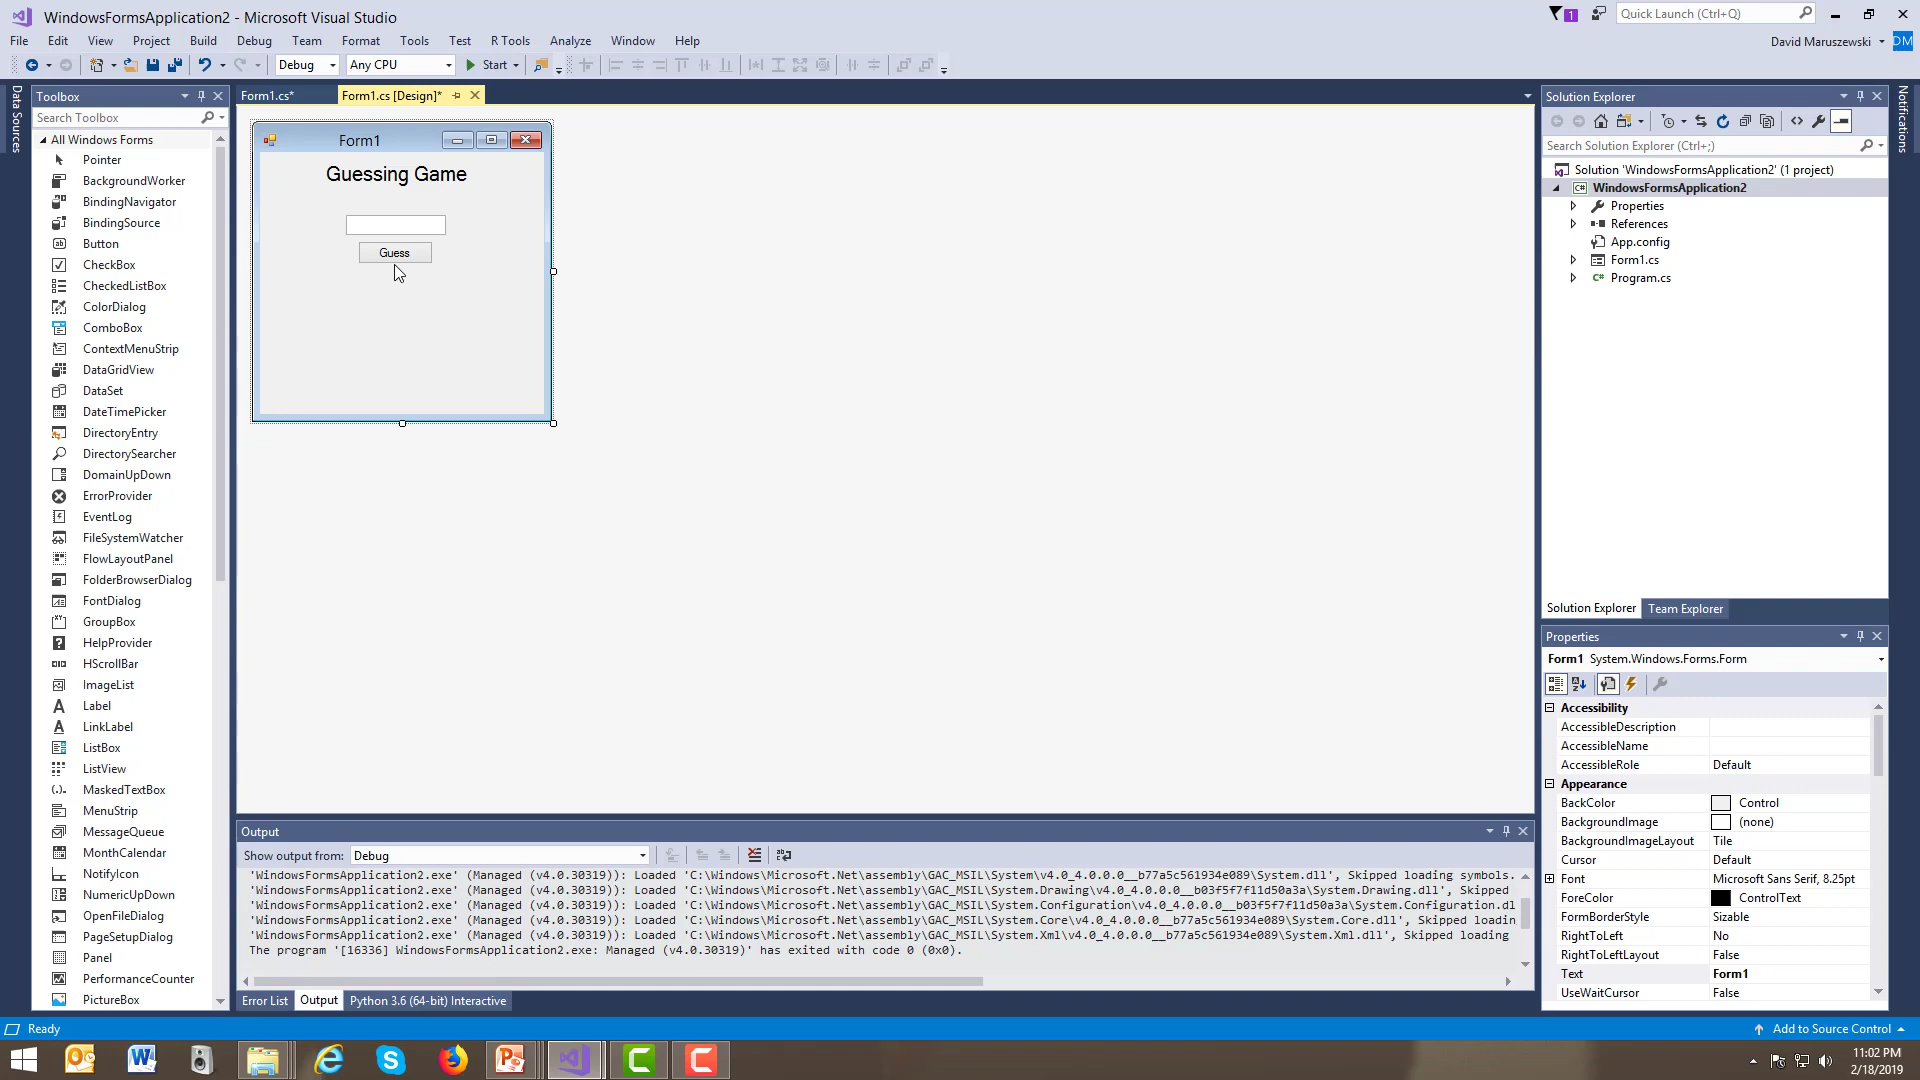 WindowsFormsApplication2 - Microsoft Visual Studio
1
Quick Launch (Ctrl+Q)
File Edit View Project Build Debug Team Format Tools Test R Tools Analyze Window Help
David Maruszewski
DM
Debug Any CPU Start
Data Sources
Toolbox
Search Toolbox
All Windows Forms
Pointer
BackgroundWorker
BindingNavigator
BindingSource
Button
CheckBox
CheckedListBox
ColorDialog
ComboBox
ContextMenuStrip
DataGridView
DataSet
DateTimePicker
DirectoryEntry
DirectorySearcher
DomainUpDown
ErrorProvider
EventLog
FileSystemWatcher
FlowLayoutPanel
FolderBrowserDialog
FontDialog
GroupBox
HelpProvider
HScrollBar
ImageList
Label
LinkLabel
ListBox
ListView
MaskedTextBox
MenuStrip
MessageQueue
MonthCalendar
NotifyIcon
NumericUpDown
OpenFileDialog
PageSetupDialog
Panel
PerformanceCounter
PictureBox
Form1.cs* Form1.cs [Design]*
Form1
Guessing Game
Guess
Output
Show output from: Debug
'WindowsFormsApplication2.exe' (Managed (v4.0.30319)): Loaded 'C:\Windows\Microsoft.Net\assembly\GAC_MSIL\System\v4.0_4.0.0.0__b77a5c561934e089\System.dll', Skipped loading symbols.
'WindowsFormsApplication2.exe' (Managed (v4.0.30319)): Loaded 'C:\Windows\Microsoft.Net\assembly\GAC_MSIL\System.Drawing\v4.0_4.0.0.0__b03f5f7f11d50a3a\System.Drawing.dll', Skipped
'WindowsFormsApplication2.exe' (Managed (v4.0.30319)): Loaded 'C:\Windows\Microsoft.Net\assembly\GAC_MSIL\System.Configuration\v4.0_4.0.0.0__b03f5f7f11d50a3a\System.Configuration.dl
'WindowsFormsApplication2.exe' (Managed (v4.0.30319)): Loaded 'C:\Windows\Microsoft.Net\assembly\GAC_MSIL\System.Core\v4.0_4.0.0.0__b77a5c561934e089\System.Core.dll', Skipped loadin
'WindowsFormsApplication2.exe' (Managed (v4.0.30319)): Loaded 'C:\Windows\Microsoft.Net\assembly\GAC_MSIL\System.Xml\v4.0_4.0.0.0__b77a5c561934e089\System.Xml.dll', Skipped loading
The program '[16336] WindowsFormsApplication2.exe: Managed (v4.0.30319)' has exited with code 0 (0x0).
Error List Output Python 3.6 (64-bit) Interactive
Solution Explorer
Search Solution Explorer (Ctrl+;)
Solution 'WindowsFormsApplication2' (1 project)
WindowsFormsApplication2
Properties
References
App.config
Form1.cs
Program.cs
Solution Explorer Team Explorer
Properties
Form1 System.Windows.Forms.Form
Accessibility
AccessibleDescription
AccessibleName
AccessibleRole Default
Appearance
BackColor Control
BackgroundImage (none)
BackgroundImageLayout Tile
Cursor Default
Font Microsoft Sans Serif, 8.25pt
ForeColor ControlText
FormBorderStyle Sizable
RightToLeft No
RightToLeftLayout False
Text Form1
UseWaitCursor False
Notifications
Ready
Add to Source Control
11:02 PM
2/18/2019